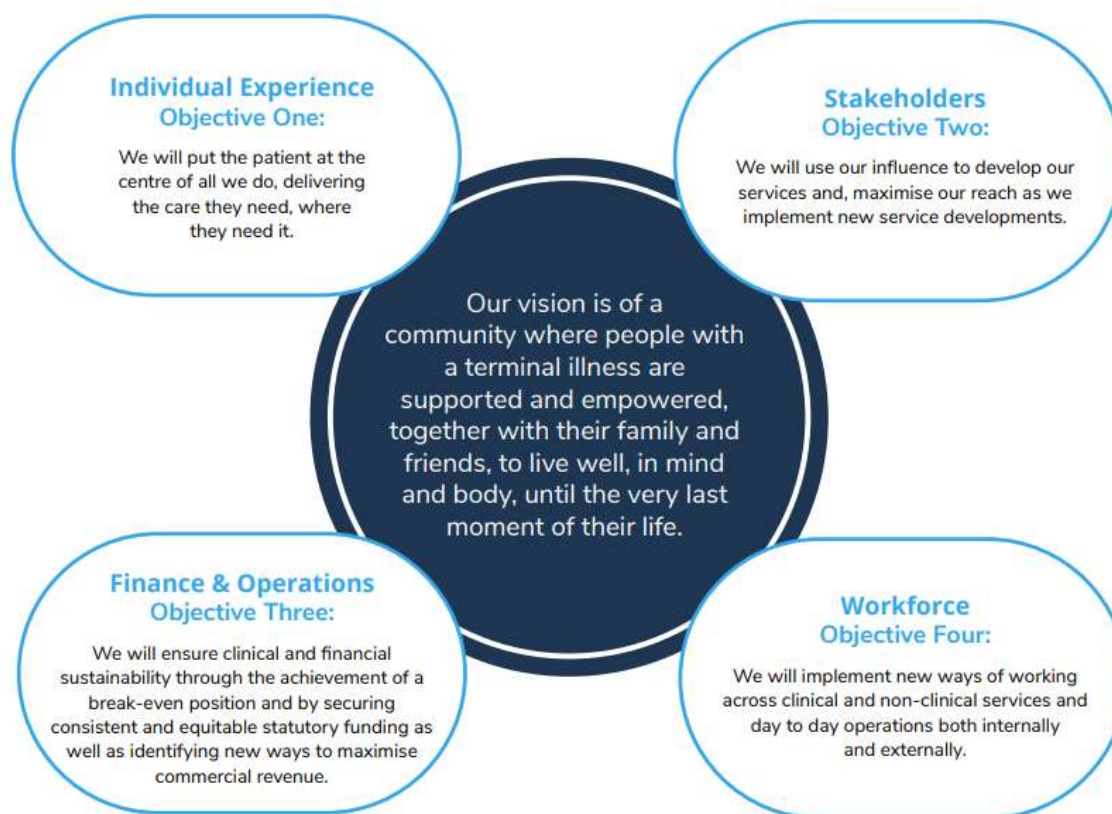 Individual Experience
Objective One:
We will put the patient at the
centre of all we do, delivering
the care they need, where
they need it.
Stakeholders
Objective Two:
We will use our influence to develop our
services and, maximise our reach as we
implement new service developments.
Our vision is of a
community where people with
a terminal illness are
supported and empowered,
together with their family and
friends, to live well, in mind
and body, until the very last
moment of their life.
Finance & Operations
Objective Three:
We will ensure clinical and financial
sustainability through the achievement of a
break-even position and by securing
consistent and equitable statutory funding as
well as identifying new ways to maximise
commercial revenue.
Workforce
Objective Four:
We will implement new ways of working
across clinical and non-clinical services and
day to day operations both internally
and externally.